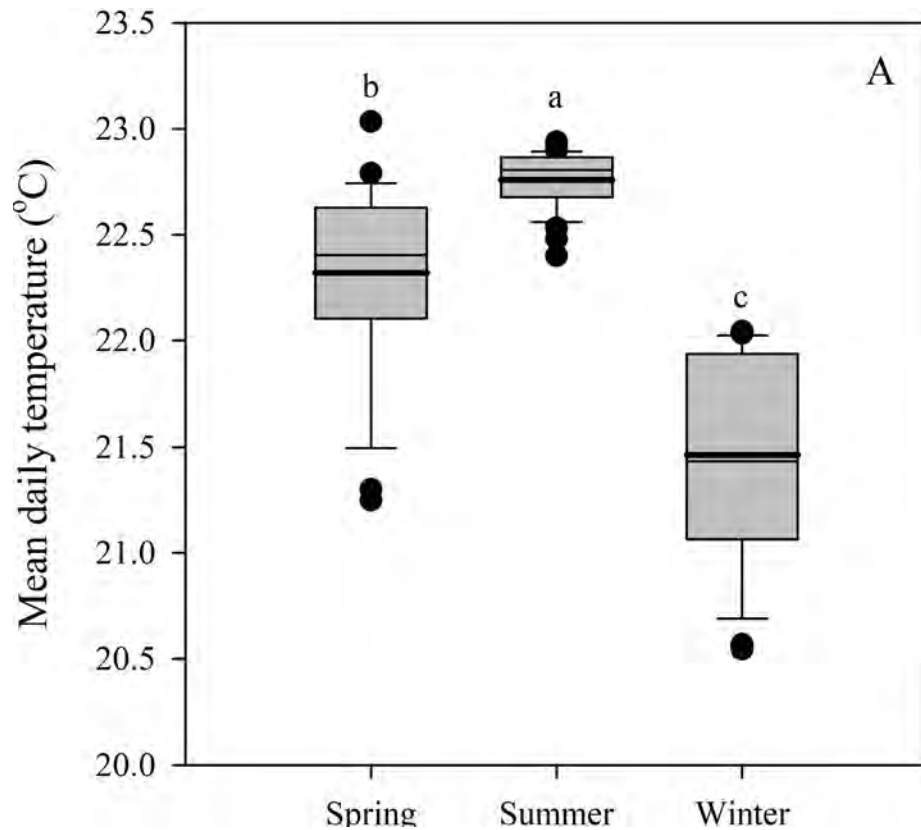 A
b
a
c
Mean daily temperature (°C)
23.5
23.0
22.5
22.0
21.5
21.0
20.5
20.0
Spring Summer Winter